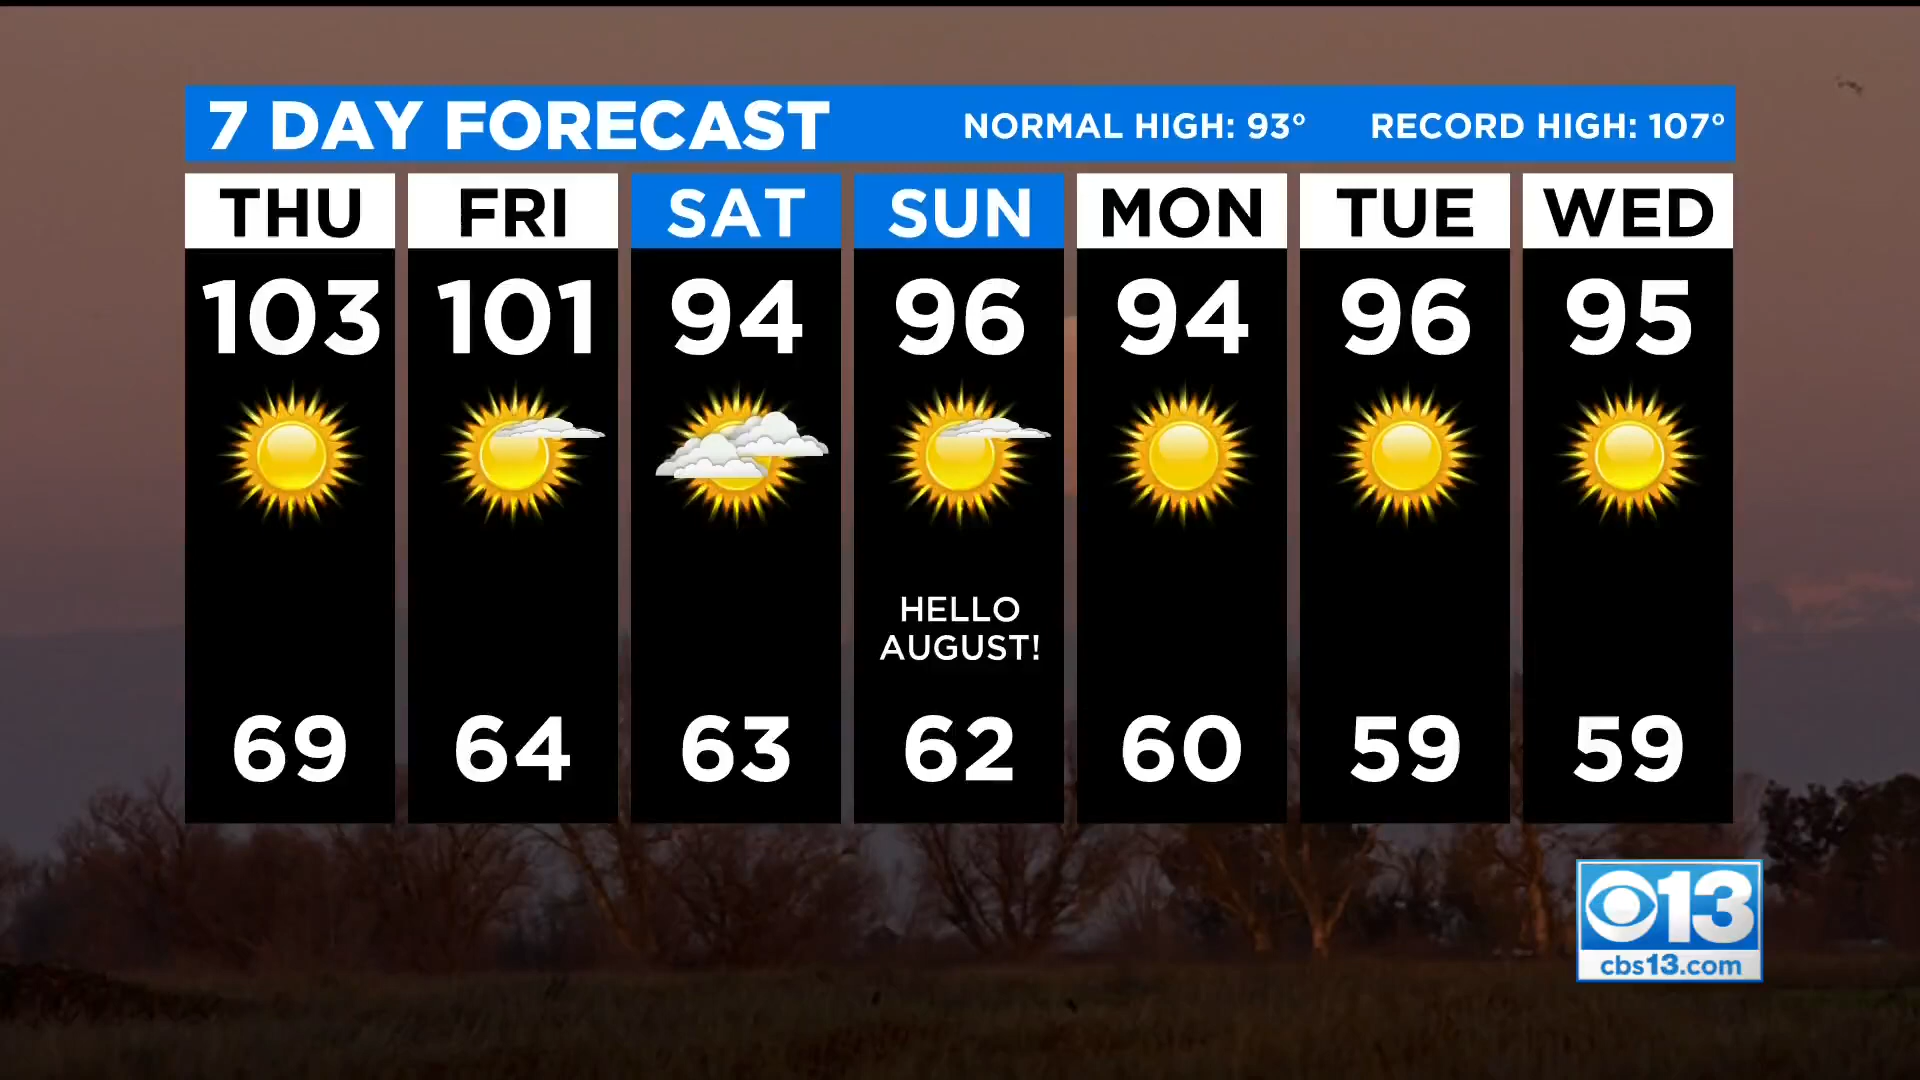 7 DAY FORECAST NORMAL HIGH: 93° RECORD HIGH: 107°
THU FRI SAT SUN MON TUE WED
103 101 94 96 94 96 95
HELLO
AUGUST!
69 64 63 62 60 59 59
13
cbs13.com